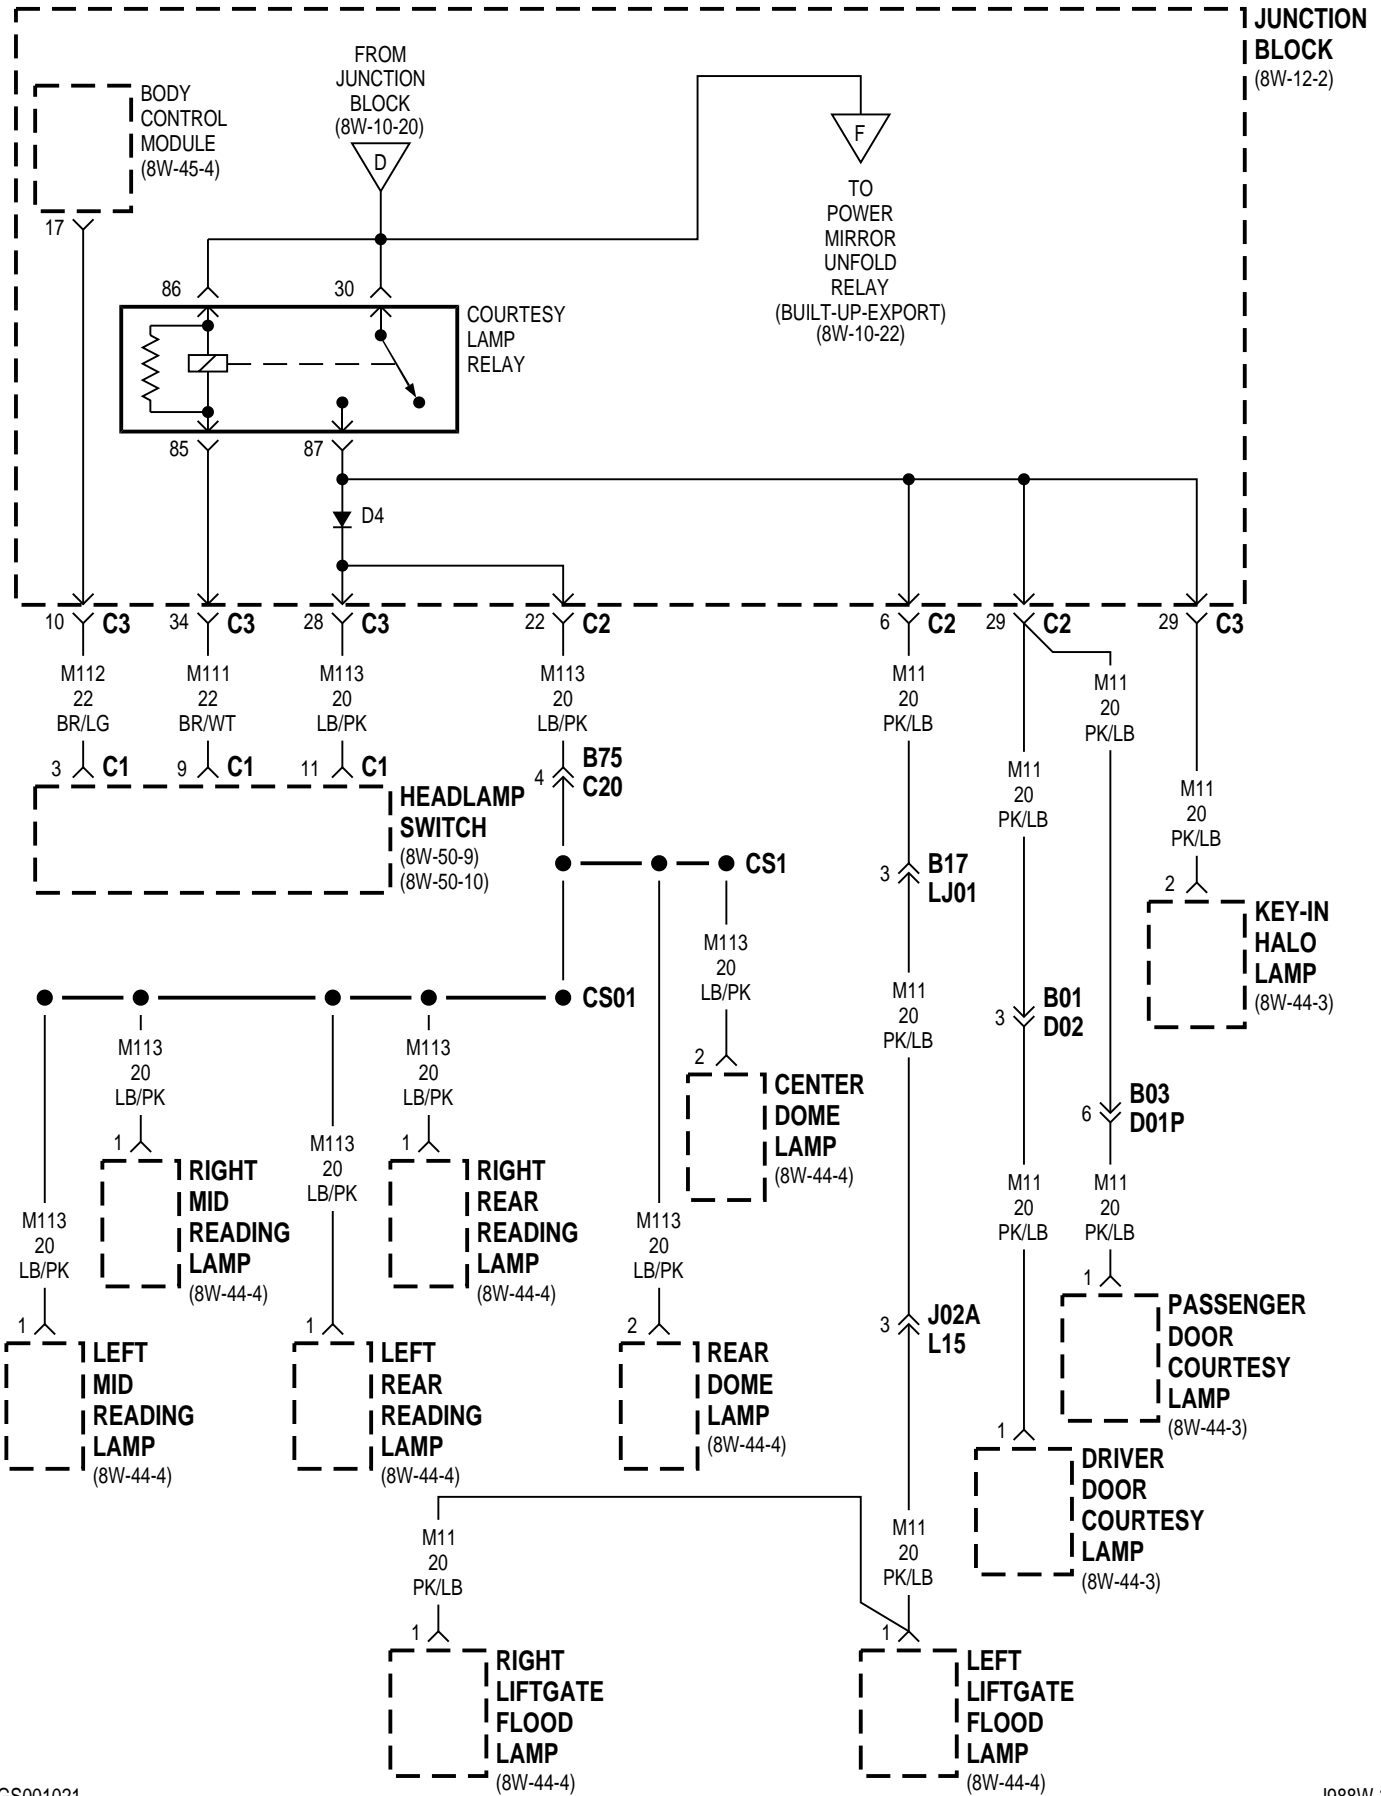 JUNCTION
BLOCK
(8W-12-2)
FROM
JUNCTION
BLOCK
(8W-10-20)
D
BODY
CONTROL
MODULE
(8W-45-4)
17
F
TO
POWER
MIRROR
UNFOLD
RELAY
(BUILT-UP-EXPORT)
(8W-10-22)
86
30
COURTESY
LAMP
RELAY
85
87
D4
10 C3
34 C3
28 C3
22 C2
6 C2
29 C2
29 C3
M112
22
BR/LG
M111
22
BR/WT
M113
20
LB/PK
M113
20
LB/PK
M11
20
PK/LB
M11
20
PK/LB
M11
20
PK/LB
M11
20
PK/LB
3 C1
9 C1
11 C1
4
B75
C20
HEADLAMP
SWITCH
(8W-50-9)
(8W-50-10)
CS1
3
B17
LJ01
2
KEY-IN
HALO
LAMP
(8W-44-3)
M113
20
LB/PK
CS01
M11
20
PK/LB
3
B01
D02
M113
20
LB/PK
M113
20
LB/PK
2
CENTER
DOME
LAMP
(8W-44-4)
6
B03
D01P
1
RIGHT
MID
READING
LAMP
(8W-44-4)
M113
20
LB/PK
1
RIGHT
REAR
READING
LAMP
(8W-44-4)
M113
20
LB/PK
M113
20
LB/PK
M11
20
PK/LB
M11
20
PK/LB
1
LEFT
MID
READING
LAMP
(8W-44-4)
1
LEFT
REAR
READING
LAMP
(8W-44-4)
2
REAR
DOME
LAMP
(8W-44-4)
3
J02A
L15
1
PASSENGER
DOOR
COURTESY
LAMP
(8W-44-3)
1
DRIVER
DOOR
COURTESY
LAMP
(8W-44-3)
M11
20
PK/LB
M11
20
PK/LB
1
RIGHT
LIFTGATE
FLOOD
LAMP
(8W-44-4)
1
LEFT
LIFTGATE
FLOOD
LAMP
(8W-44-4)